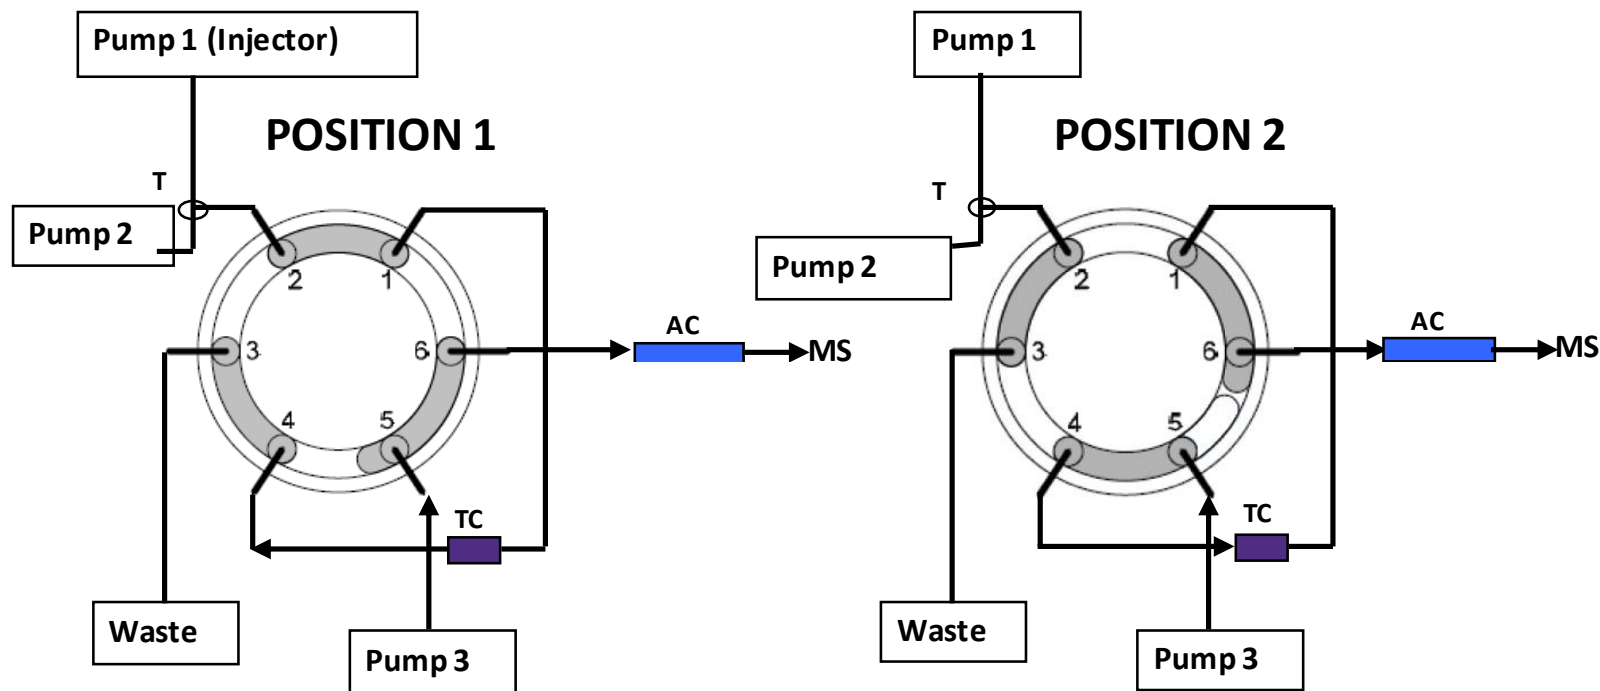 Pump 1 (Injector)
POSITION 1
T
Pump 2
2
1
3
6
4
5
AC
MS
TC
Waste
Pump 3
Pump 1
POSITION 2
T
Pump 2
2
1
3
6
4
5
AC
MS
TC
Waste
Pump 3